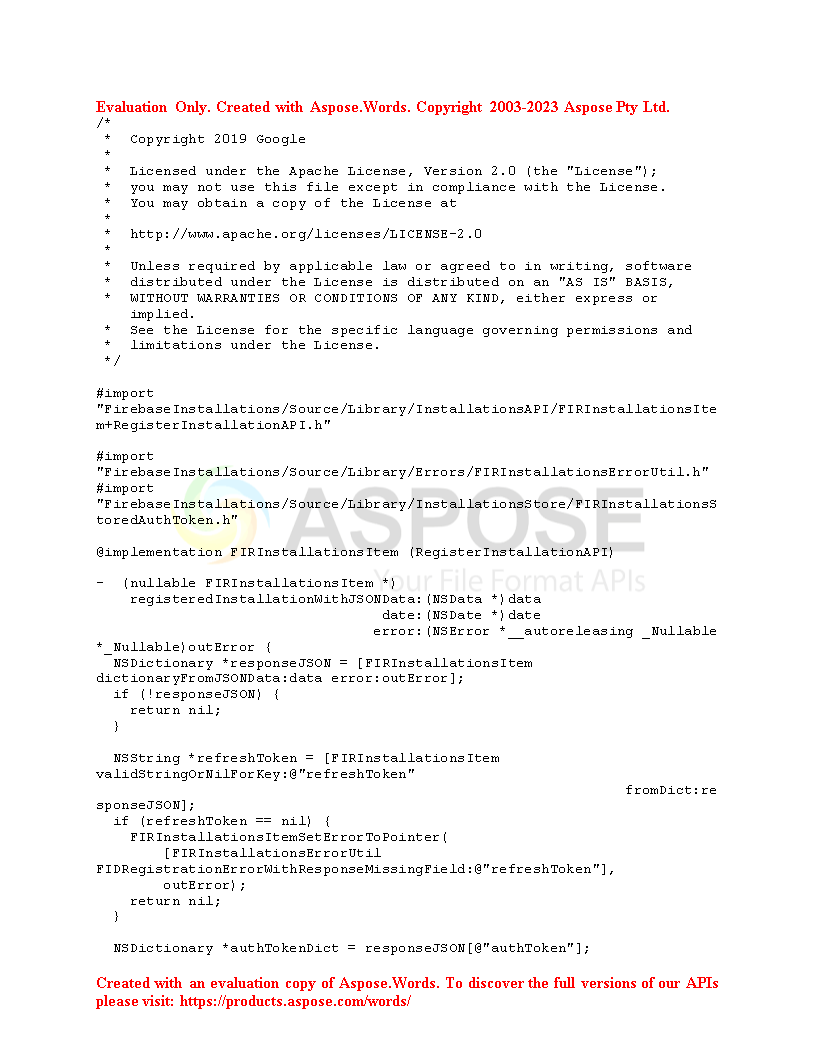 Evaluation Only. Created with Aspose.Words. Copyright 2003-2023 Aspose Pty Ltd.
/*
 *  Copyright 2019 Google
 *
 *  Licensed under the Apache License, Version 2.0 (the "License");
 *  you may not use this file except in compliance with the License.
 *  You may obtain a copy of the License at
 *
 *  http://www.apache.org/licenses/LICENSE-2.0
 *
 *  Unless required by applicable law or agreed to in writing, software
 *  distributed under the License is distributed on an "AS IS" BASIS,
 *  WITHOUT WARRANTIES OR CONDITIONS OF ANY KIND, either express or
    implied.
 *  See the License for the specific language governing permissions and
 *  limitations under the License.
 */

#import
"FirebaseInstallations/Source/Library/InstallationsAPI/FIRInstallationsIte
m+RegisterInstallationAPI.h"

#import
"FirebaseInstallations/Source/Library/Errors/FIRInstallationsErrorUtil.h"
#import
"FirebaseInstallations/Source/Library/InstallationsStore/FIRInstallationsS
toredAuthToken.h"
ASPOSE
@implementation FIRInstallationsItem (RegisterInstallationAPI)
Your File Format APIs
-  (nullable FIRInstallationsItem *)
    registeredInstallationWithJSONData:(NSData *)data
                                  date:(NSDate *)date
                                 error:(NSError *__autoreleasing _Nullable
*_Nullable)outError {
  NSDictionary *responseJSON = [FIRInstallationsItem
dictionaryFromJSONData:data error:outError];
  if (!responseJSON) {
    return nil;
  }

  NSString *refreshToken = [FIRInstallationsItem
validStringOrNilForKey:@"refreshToken"
                                                               fromDict:re
sponseJSON];
  if (refreshToken == nil) {
    FIRInstallationsItemSetErrorToPointer(
        [FIRInstallationsErrorUtil
FIDRegistrationErrorWithResponseMissingField:@"refreshToken"],
        outError);
    return nil;
  }

  NSDictionary *authTokenDict = responseJSON[@"authToken"];

Created with an evaluation copy of Aspose.Words. To discover the full versions of our APIs
please visit: https://products.aspose.com/words/